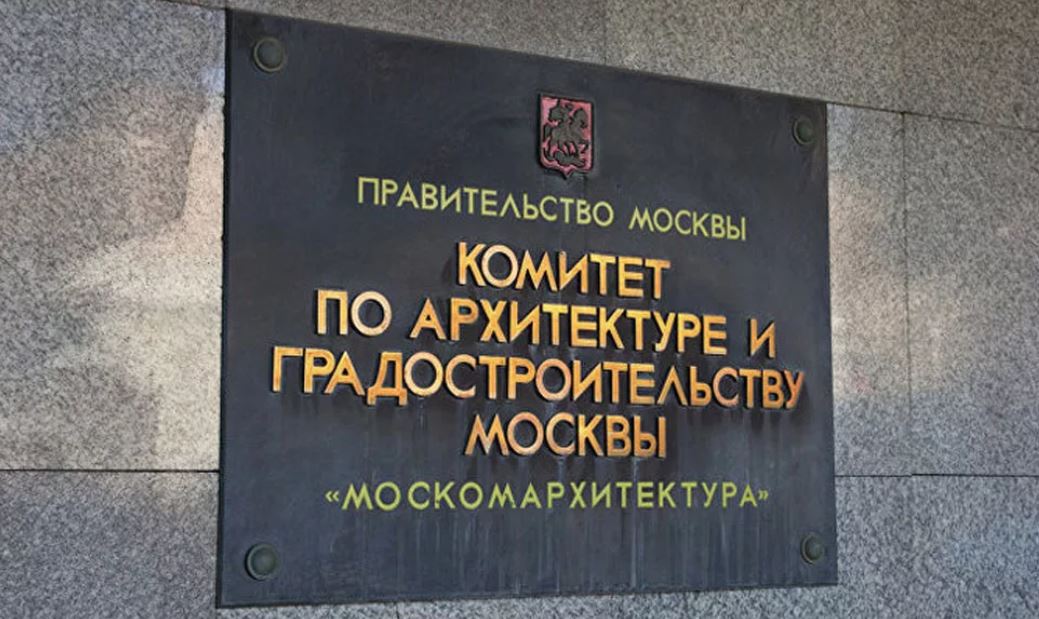 ПРАВИТЕЛЬСТВО МОСКВЫ
КОМИТЕТ
ПО АРХИТЕКТУРЕ И
ГРАДОСТРОИТЕЛЬСТВУ
МОСКВЫ
«МОСКОМАРХИТЕКТУРА»